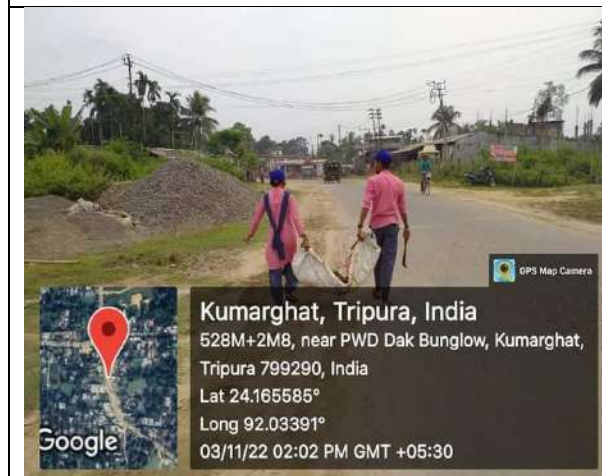 GPS Map Camera
Kumarghat, Tripura, India
528M+2M8, near PWD Dak Bunglow, Kumarghat,
Tripura 799290, India
Lat 24.165585°
Long 92.03391°
03/11/22 02:02 PM GMT +05:30
Google